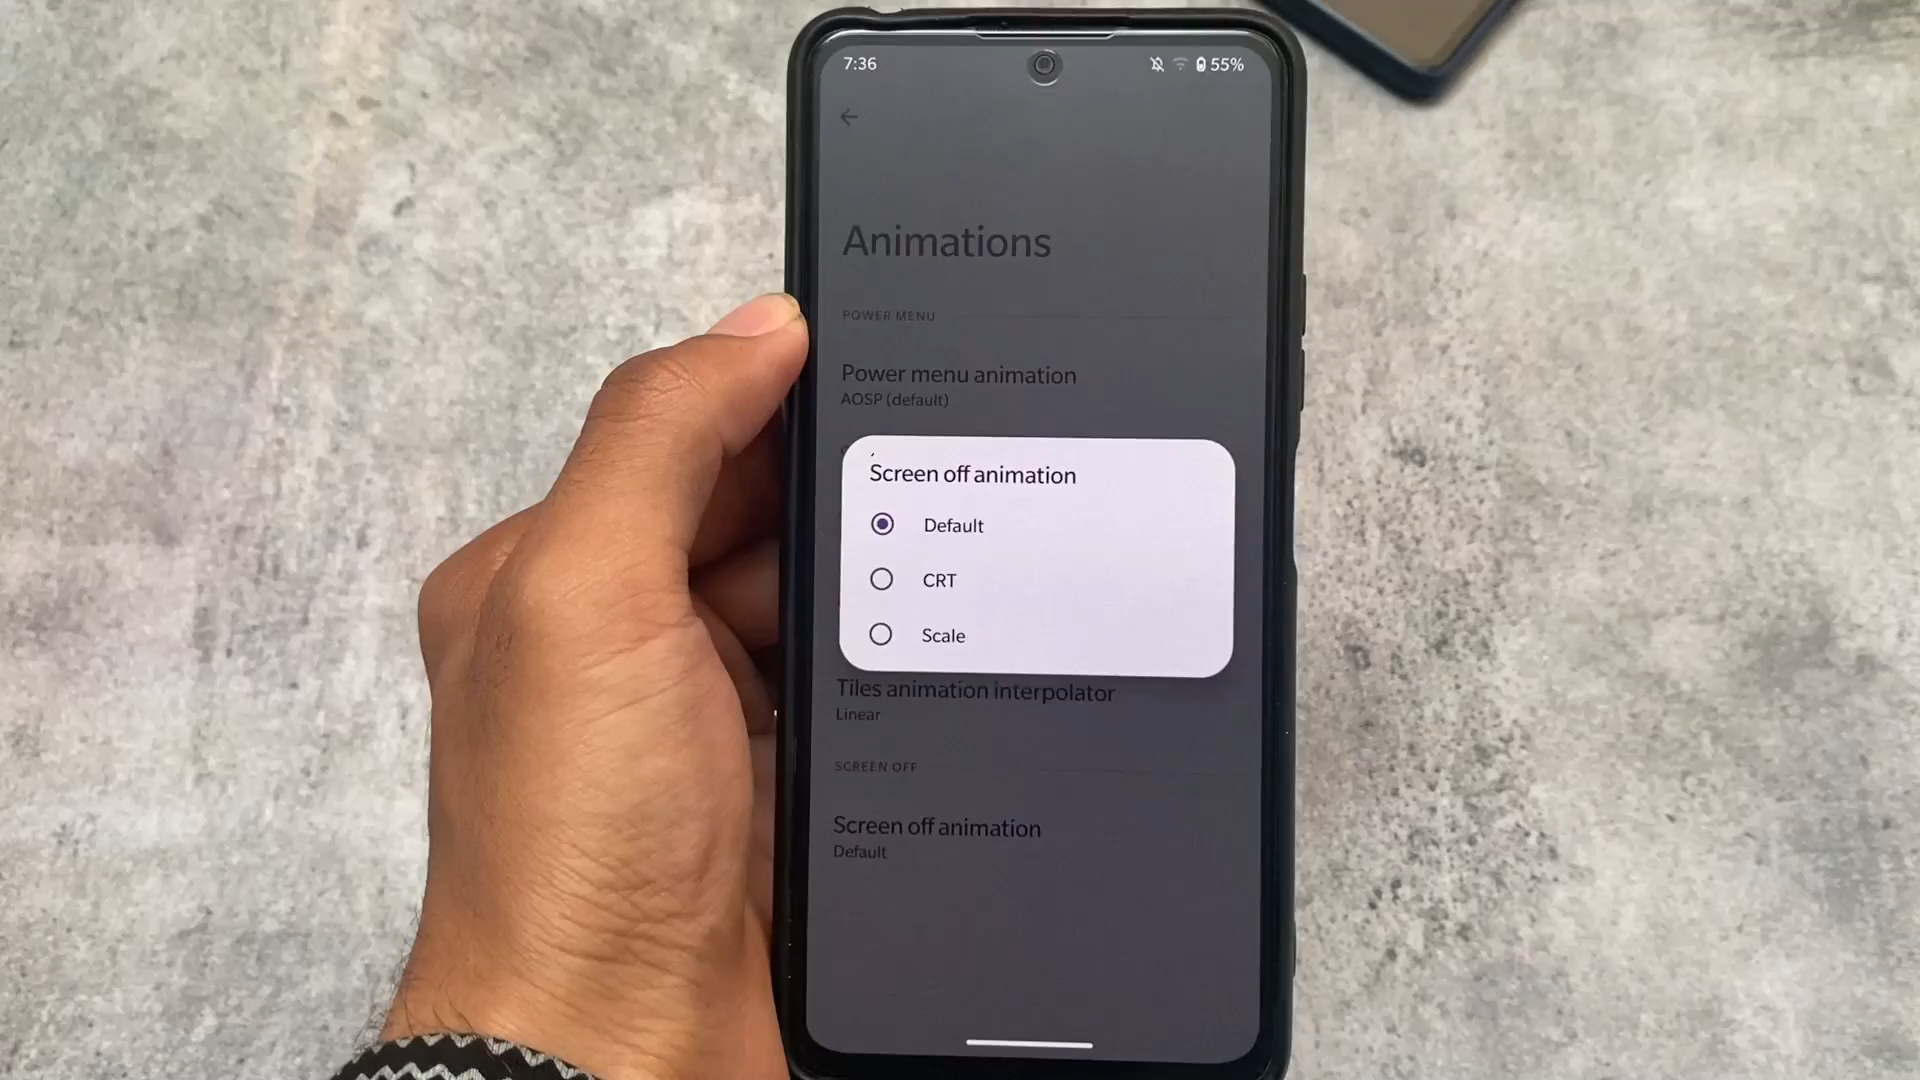 7:36
55%
Animations
POWER MENU
Power menu animation
AOSP (default)
Screen off animation
Default
CRT
Scale
Tiles animation interpolator
Linear
SCREEN OFF
Screen off animation
Default